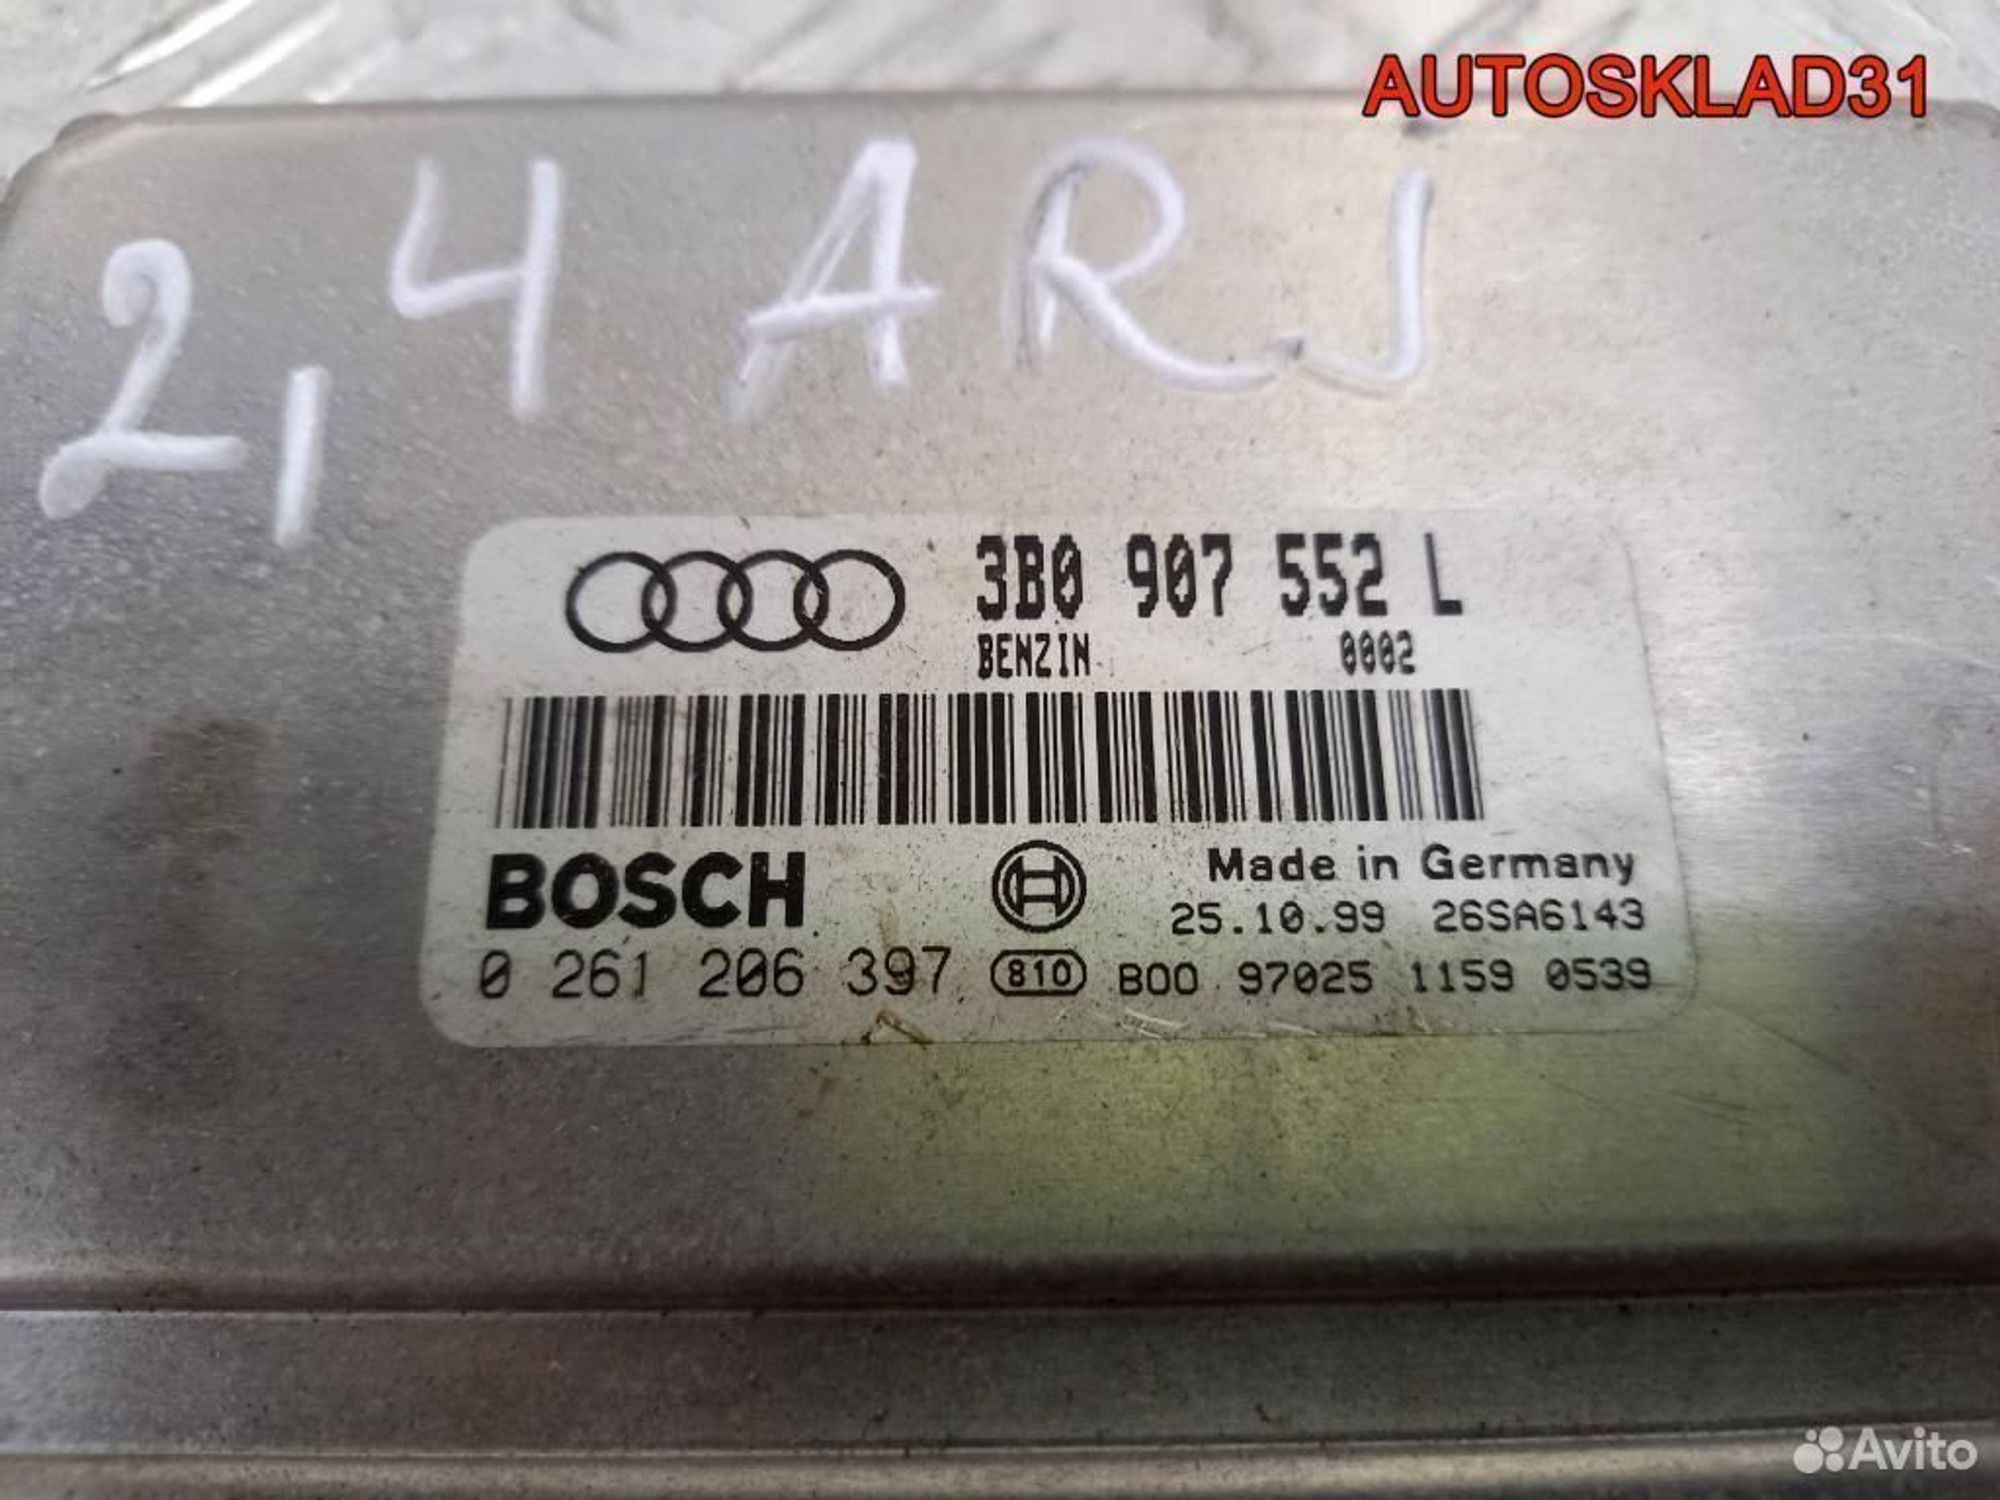 AUTOSKLAD31
2,4 ARJ
3B0 907 552 L
BENZIN 0002
BOSCH
Made in Germany
25.10.99 26SA6143
0 261 206 397 810 B00 97025 1159 0539
Avito